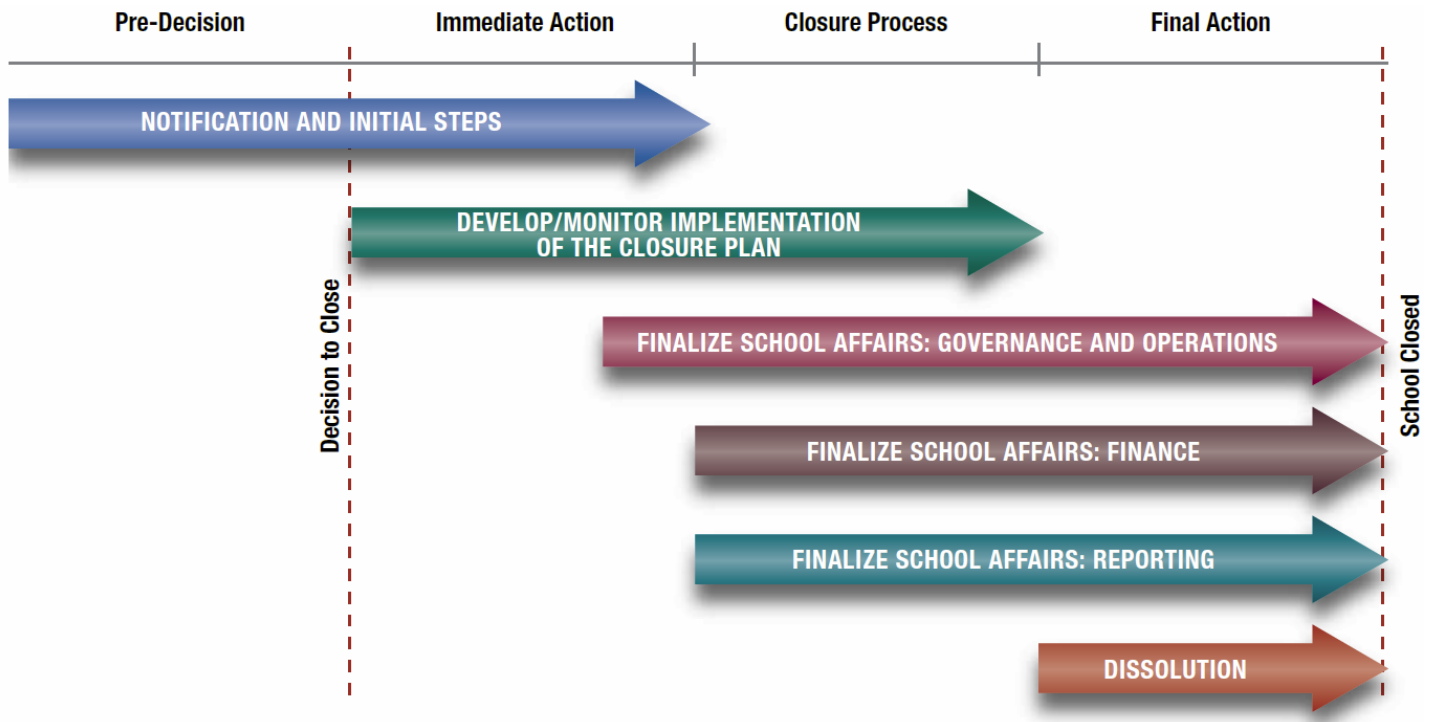 Pre-Decision
Immediate Action
Closure Process
Final Action
NOTIFICATION AND INITIAL STEPS
DEVELOP/MONITOR IMPLEMENTATION
OF THE CLOSURE PLAN
Decision to Close
FINALIZE SCHOOL AFFAIRS: GOVERNANCE AND OPERATIONS
School Closed
FINALIZE SCHOOL AFFAIRS: FINANCE
FINALIZE SCHOOL AFFAIRS: REPORTING
DISSOLUTION